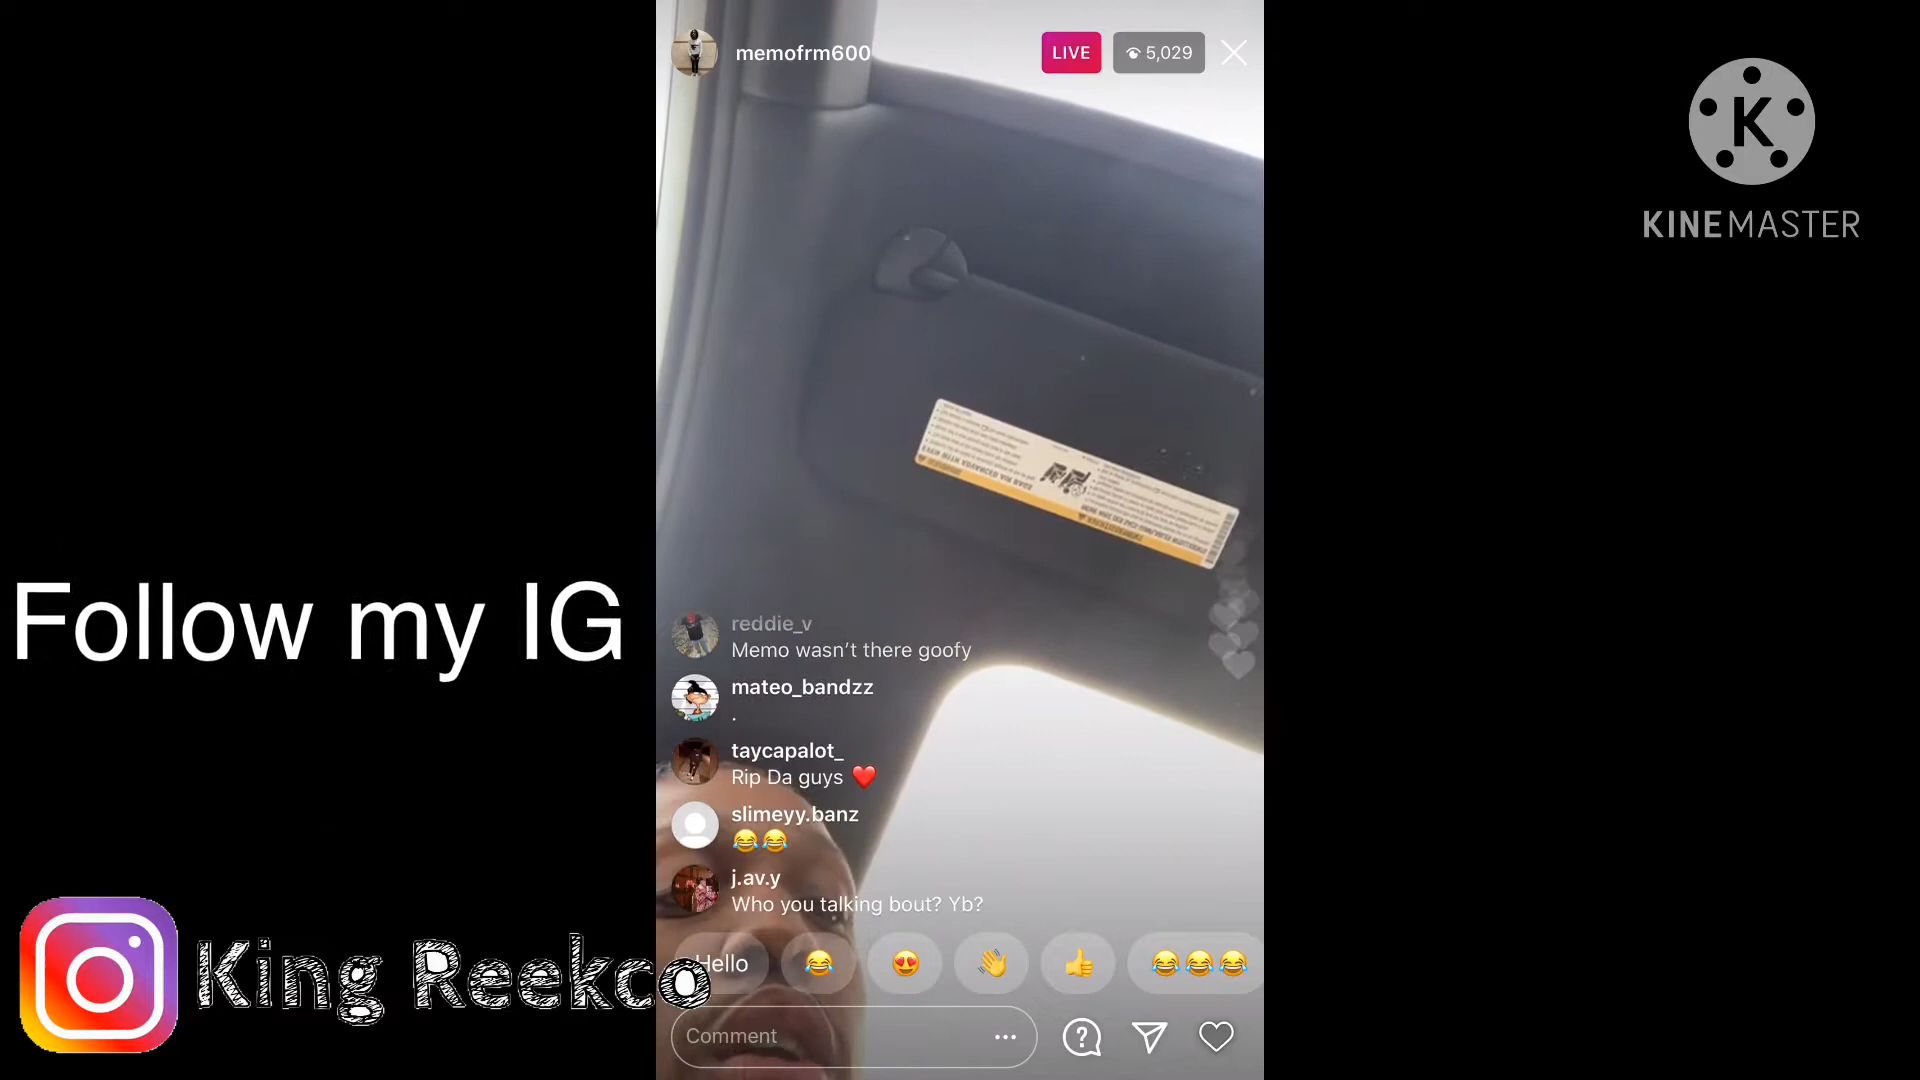 memofrm600
LIVE
5,029
K
KINEMASTER
Follow my IG
reddie_v
Memo wasn't there goofy
mateo_bandzz
.
taycapalot_
Rip Da guys ❤️
slimeyy.banz
😂😂
j.av.y
Who you talking bout? Yb?
King Reekco
Hello 😂 😍 👋 👍 😂😂😂
Comment